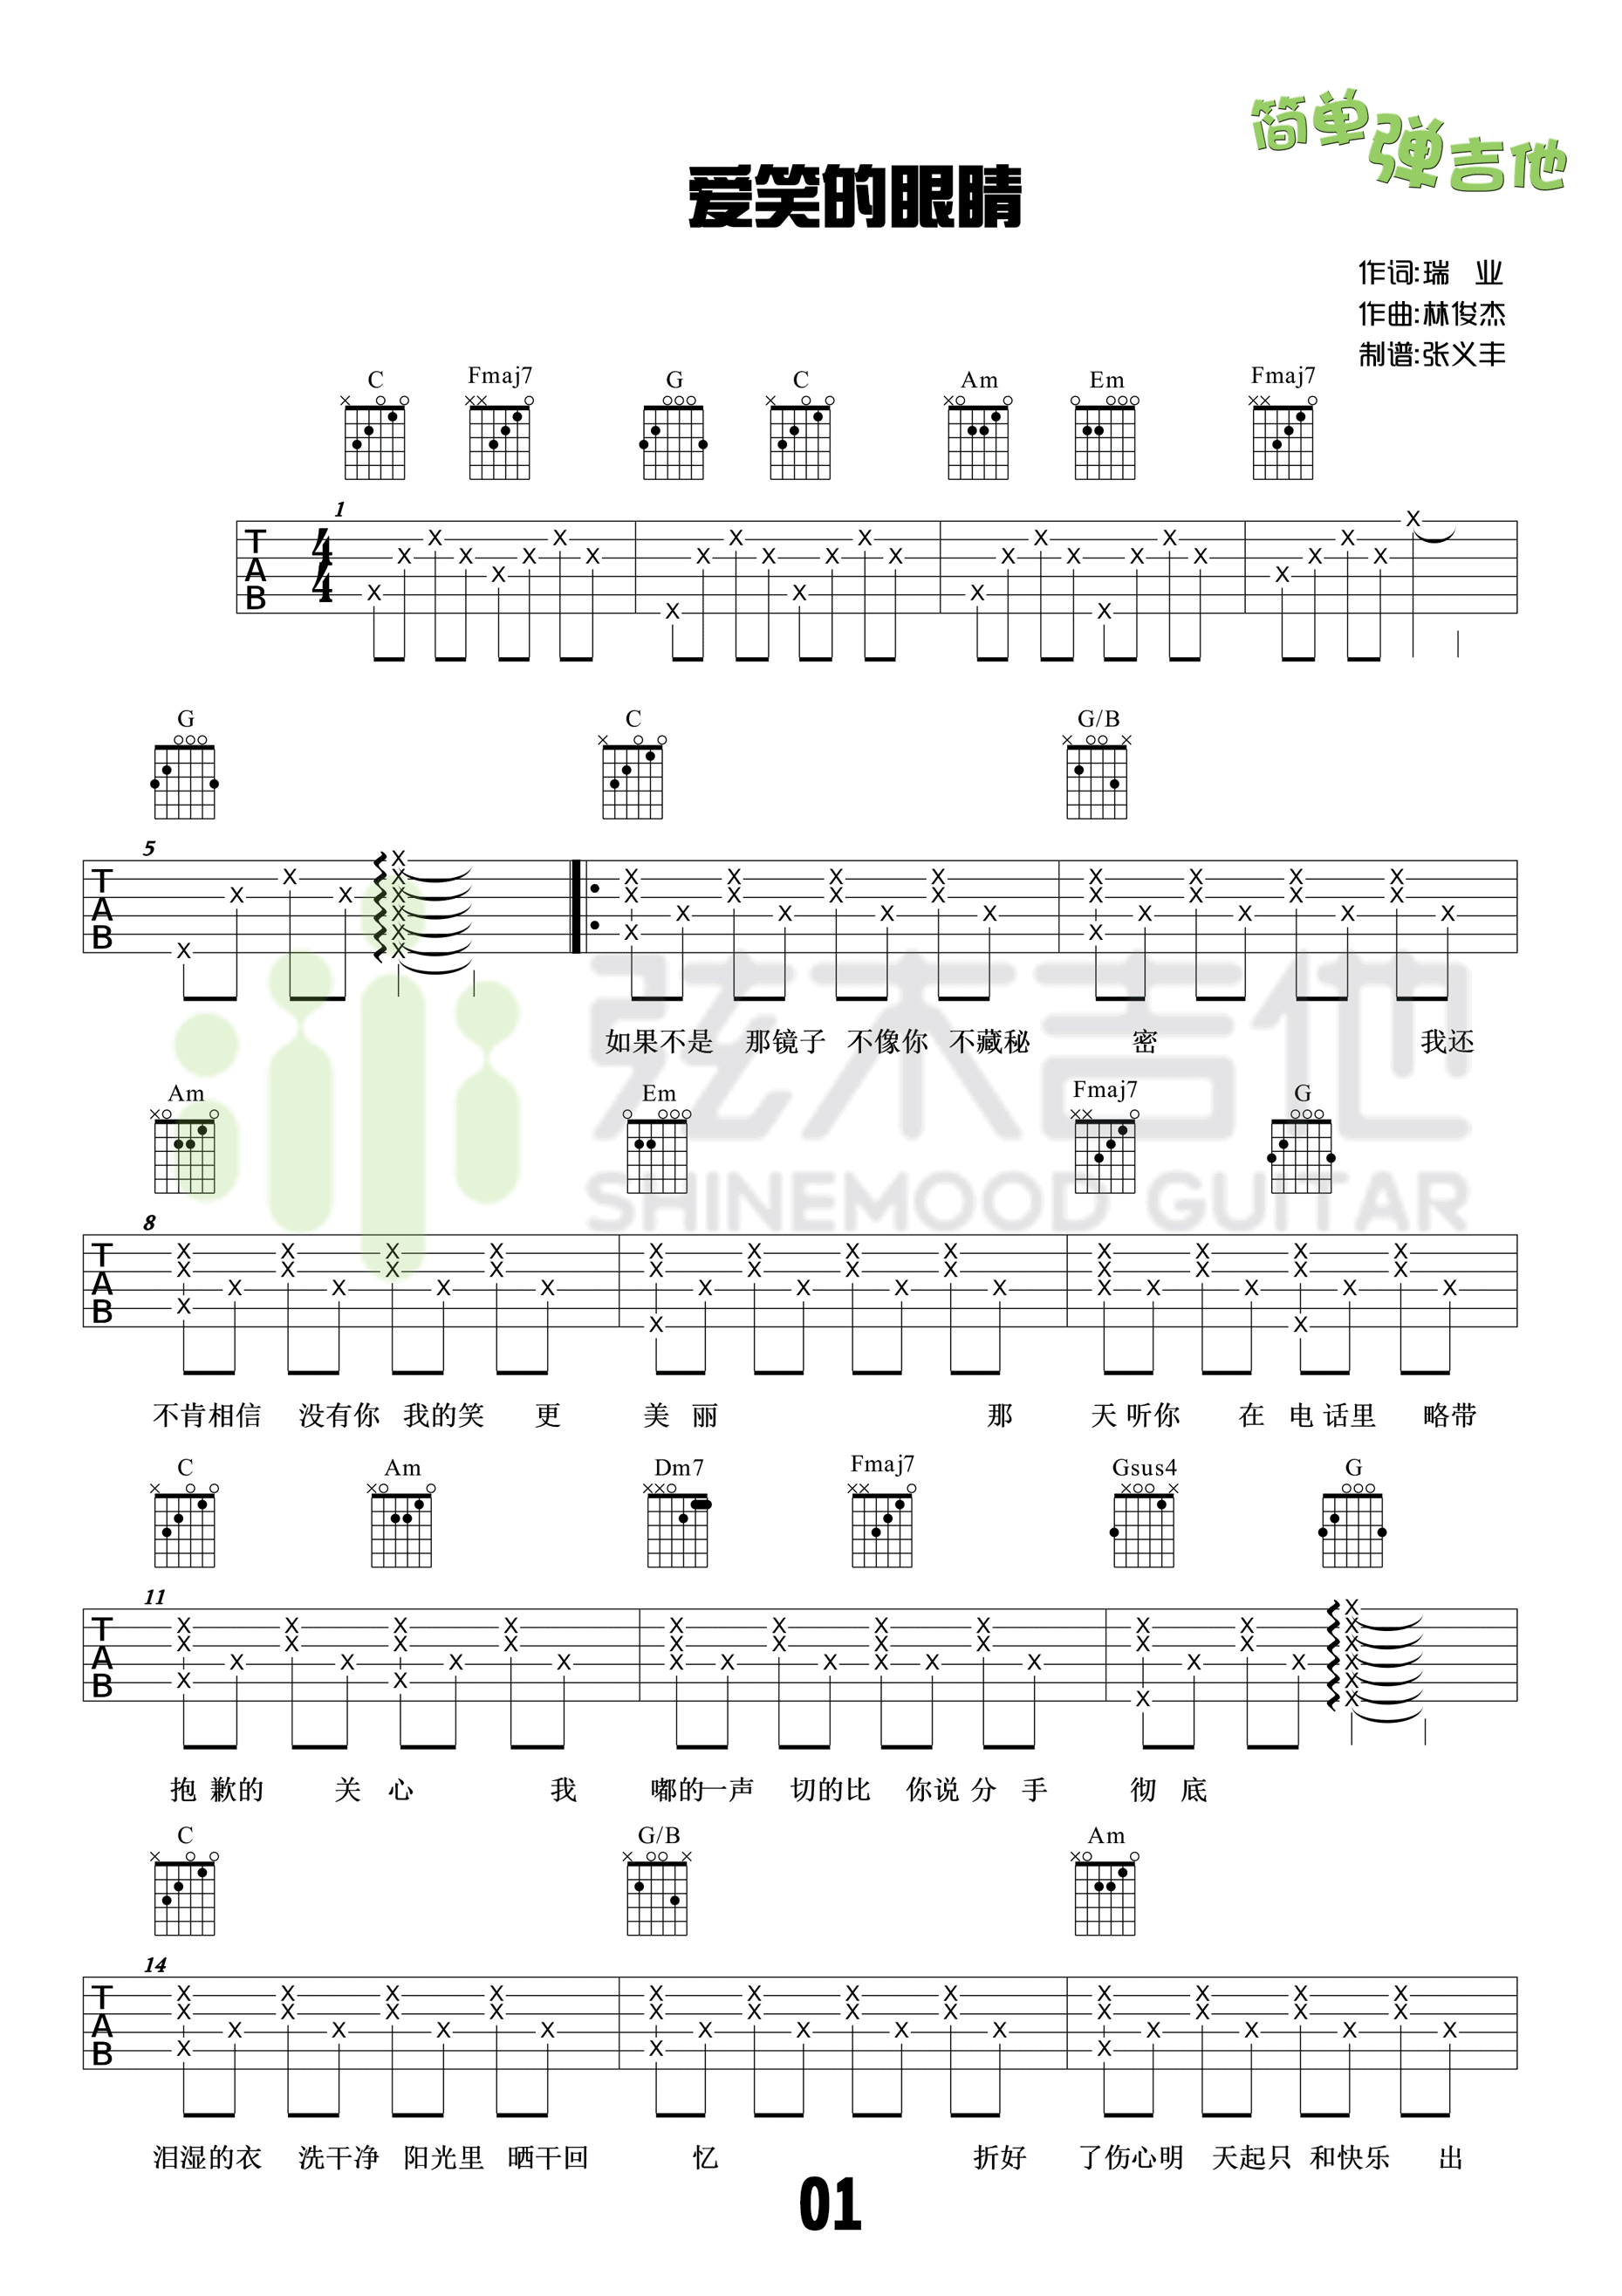 简单弹吉他
爱笑的眼睛
作词:瑞 业
作曲:林俊杰
制谱:张义丰
C Fmaj7 G C Am Em Fmaj7
1
TAB 4/4
G C G/B
5
TAB
如果不是 那镜子 不像你 不藏秘 密 我还
弦木吉他
SHINEMOOD GUITAR
Am Em Fmaj7 G
8
TAB
不肯相信 没有你 我的笑 更 美 丽 那 天 听你 在 电 话里 略带
C Am Dm7 Fmaj7 Gsus4 G
11
TAB
抱 歉的 关 心 我 嘟的一声 切的比 你说 分 手 彻 底
C G/B Am
14
TAB
泪湿的衣 洗干净 阳光里 晒干回 忆 折好 了伤心明 天起只 和快乐 出
01